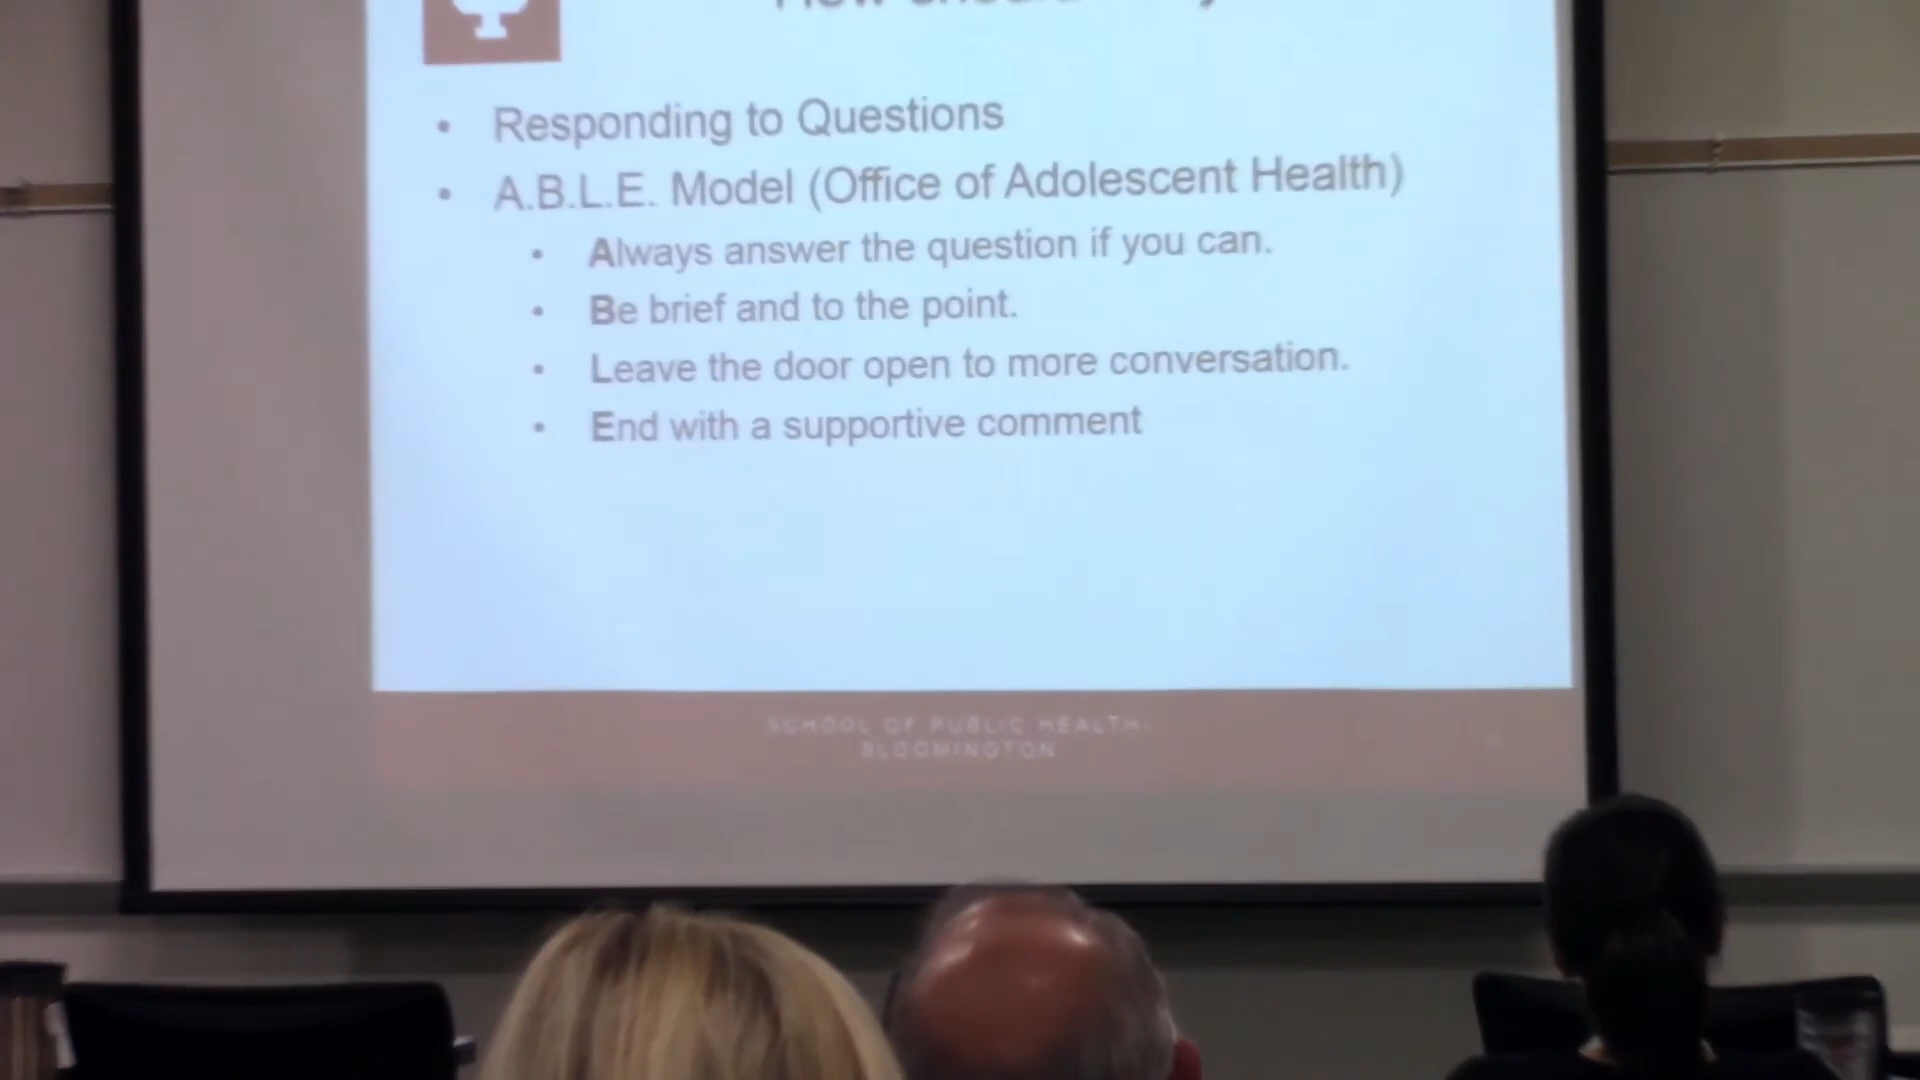 • Responding to Questions
• A.B.L.E. Model (Office of Adolescent Health)
• Always answer the question if you can.
• Be brief and to the point.
• Leave the door open to more conversation.
• End with a supportive comment
SCHOOL OF PUBLIC HEALTH-
BLOOMINGTON